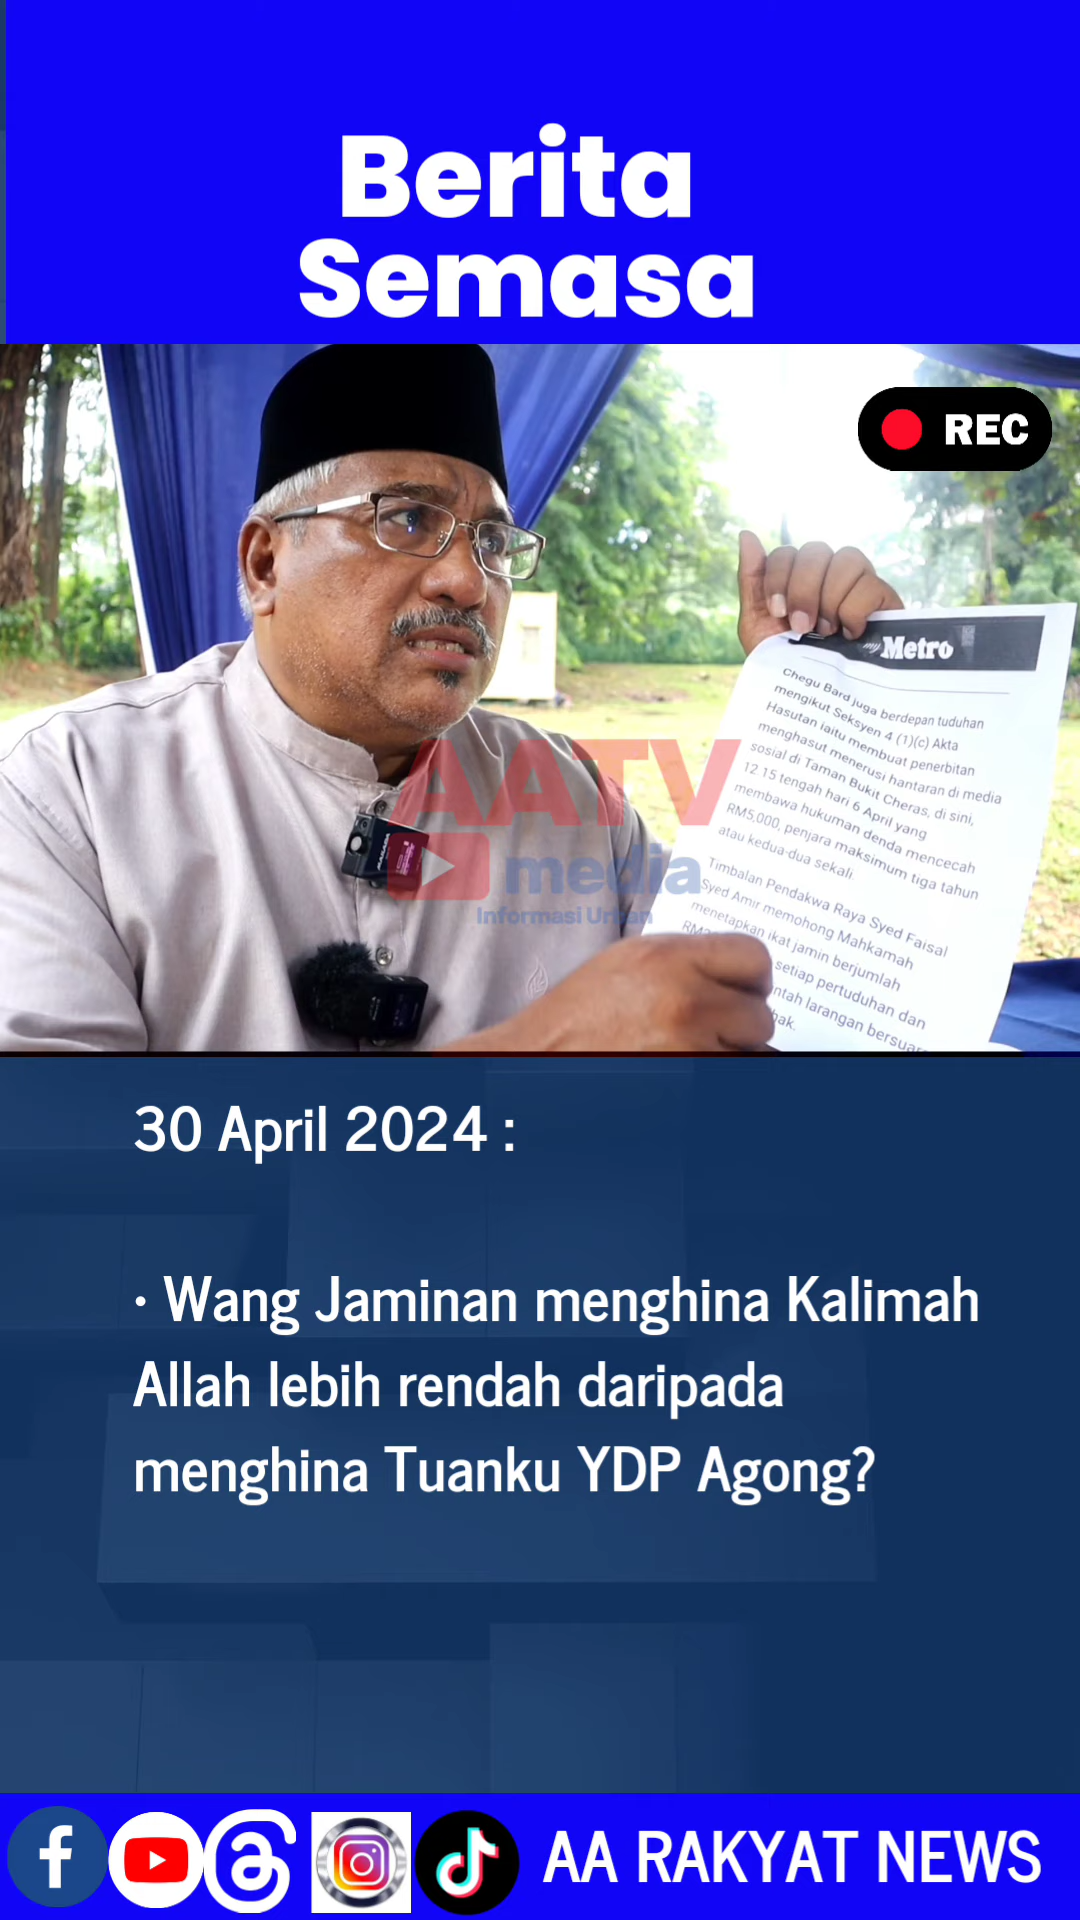 Berita
Semasa
REC
Metro
Chegu Bard juga berdepan tuduhan
mengikut Seksyen 4 (1)(c) Akta
Hasutan iaitu membuat penerbitan
menghasut menerusi hantaran di media
sosial di Taman Bukit Cheras, di sini,
12.15 tengah hari 6 April yang
membawa hukuman denda mencecah
RM5,000, penjara maksimum tiga tahun
atau kedua-dua sekali.
Timbalan Pendakwa Raya Syed Faisal
Syed Amir memohong Mahkamah
menetapkan ikat jamin berjumlah
setiap pertuduhan dan
larangan bersuara
AATV
media
Informasi Urban
30 April 2024 :
• Wang Jaminan menghina Kalimah
Allah lebih rendah daripada
menghina Tuanku YDP Agong?
AA RAKYAT NEWS